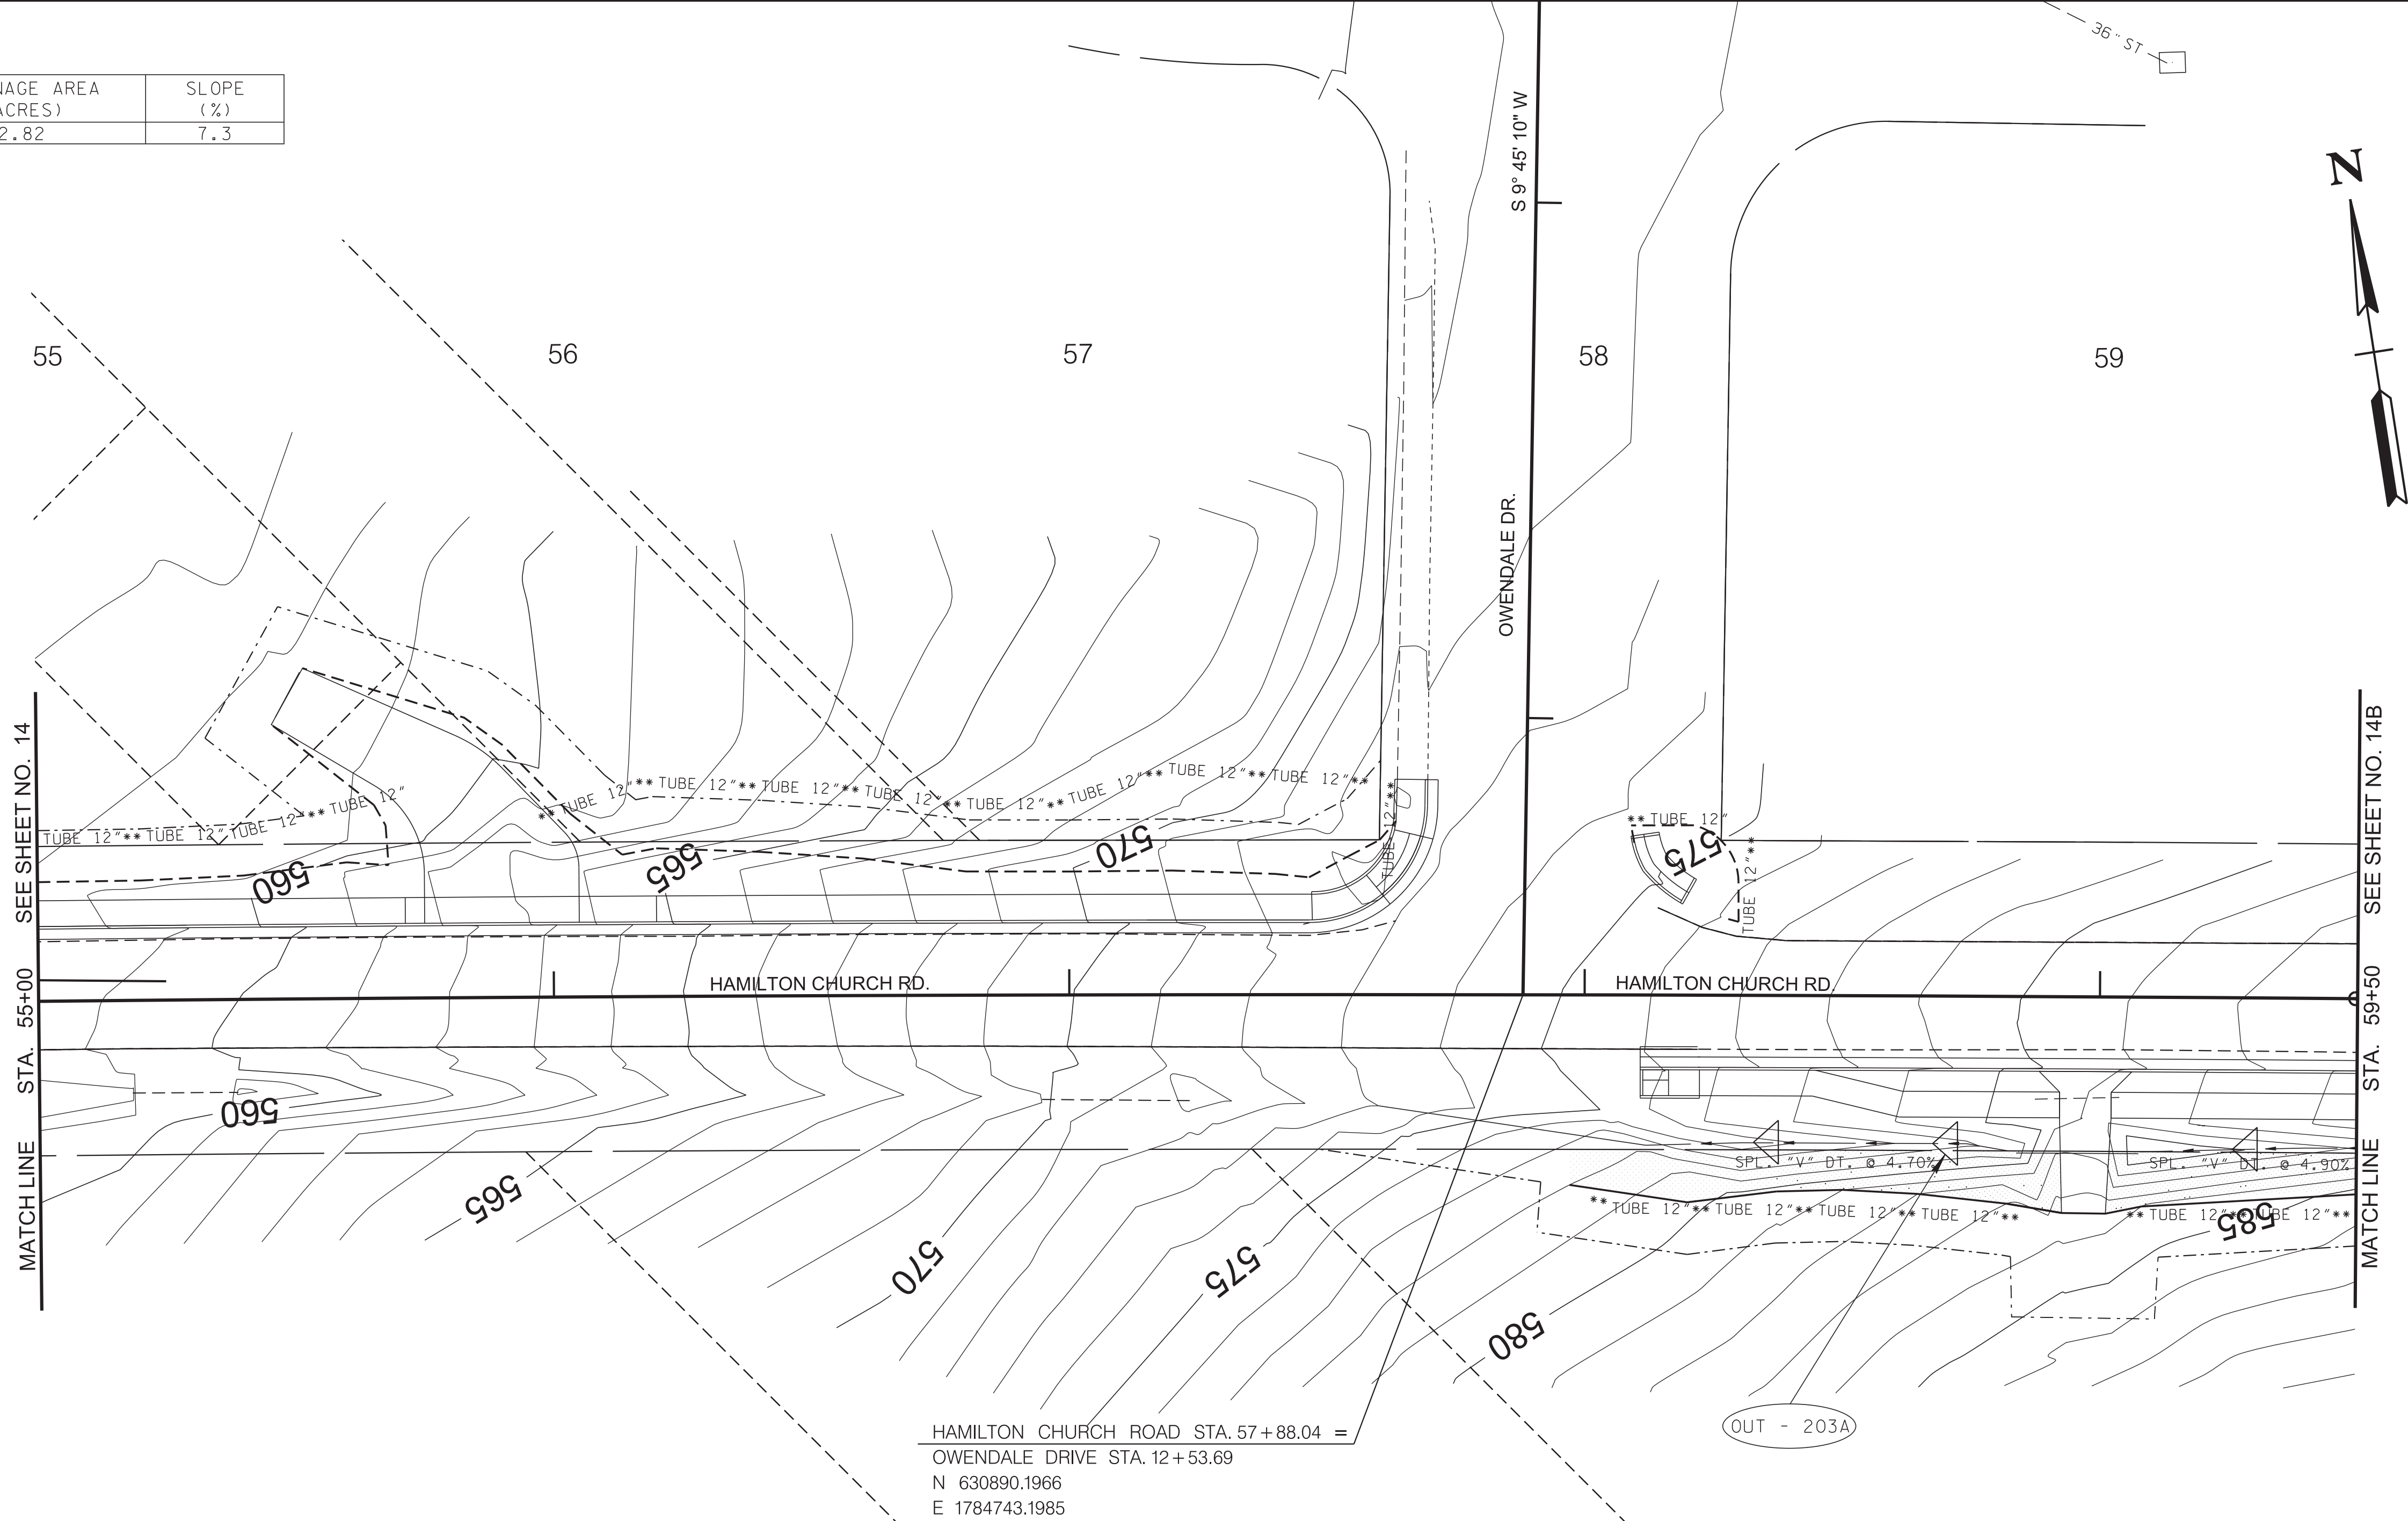 36" ST
NAGE AREA SLOPE
ACRES) (%)
2.82 7.3
S 9° 45' 10" W
N
55 56 57 58 59
OWENDALE DR.
SEE SHEET NO. 14
SEE SHEET NO. 14B
** TUBE 12"** TUBE 12"** TUBE 12"** TUBE 12"** TUBE 12"** TUBE 12"** TUBE 12"** TUBE 12"**
TUBE 12"** TUBE 12" TUBE 12"** TUBE 12"
TUBE 12"**
** TUBE 12"
TUBE 12"**
560
565
570
575
HAMILTON CHURCH RD.
HAMILTON CHURCH RD.
MATCH LINE STA. 55+00
MATCH LINE STA. 59+50
560
565
570
575
580
585
SPL. "V" DT. @ 4.70%
SPL. "V" DT. @ 4.90%
** TUBE 12"** TUBE 12"** TUBE 12"** TUBE 12"**
** TUBE 12"** TUBE 12"**
OUT - 203A
HAMILTON CHURCH ROAD STA. 57+88.04 =
OWENDALE DRIVE STA. 12+53.69
N 630890.1966
E 1784743.1985